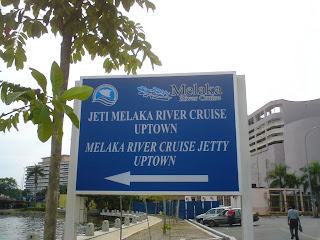 Melaka
River Cruise
JETI MELAKA RIVER CRUISE
UPTOWN
MELAKA RIVER CRUISE JETTY
UPTOWN